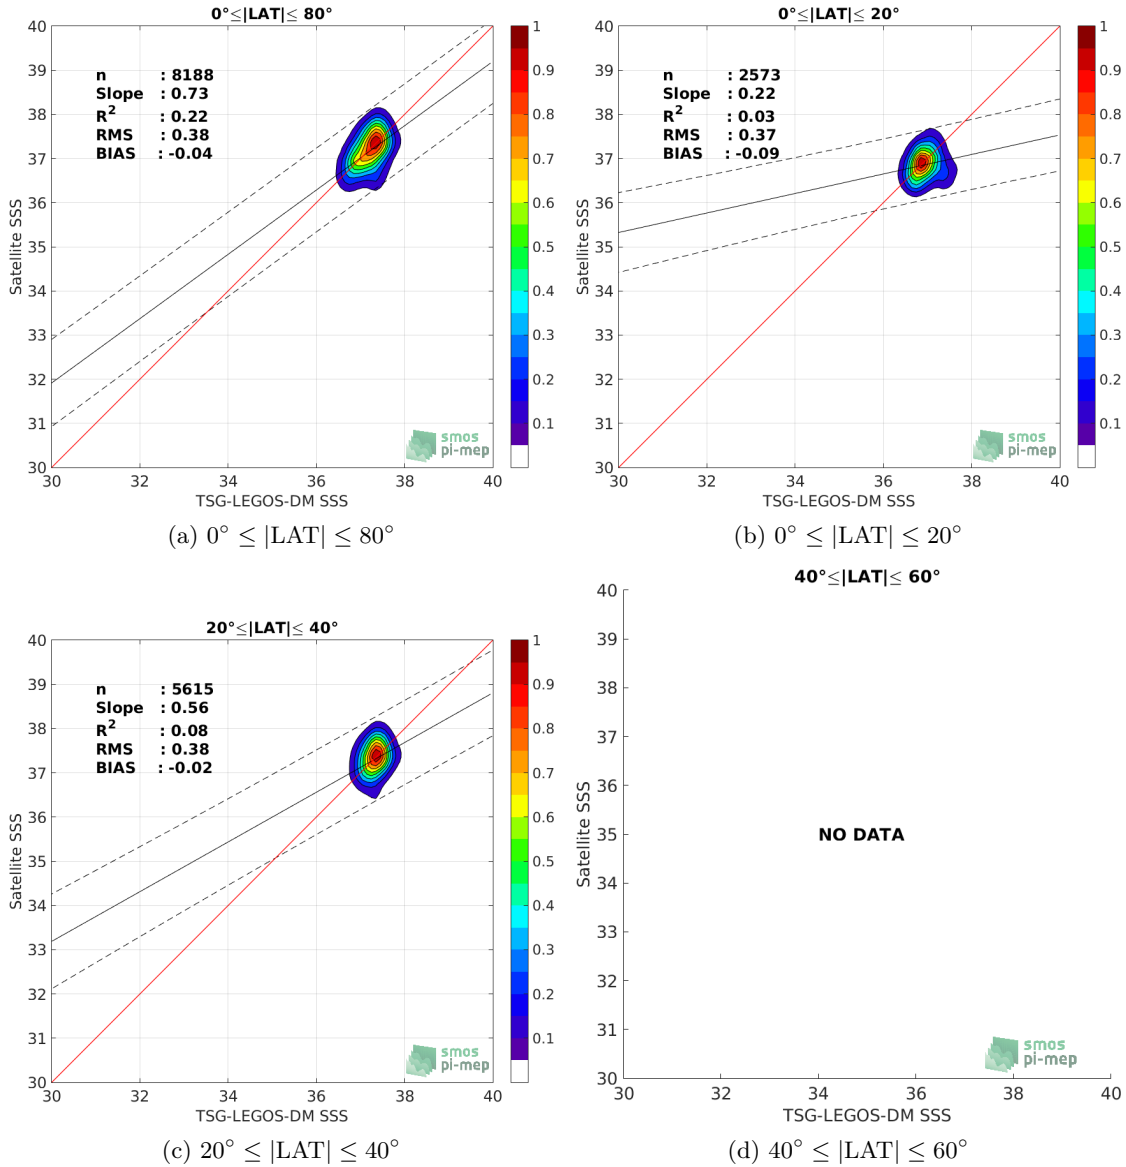 0°≤|LAT|≤ 80°
40
39
38
37
36
35
34
33
32
31
30
Satellite SSS
n : 8188
Slope : 0.73
R² : 0.22
RMS : 0.38
BIAS : -0.04
smos
pi-mep
30 32 34 36 38 40
TSG-LEGOS-DM SSS
1
0.9
0.8
0.7
0.6
0.5
0.4
0.3
0.2
0.1
(a) 0° ≤ |LAT| ≤ 80°
0°≤|LAT|≤ 20°
40
39
38
37
36
35
34
33
32
31
30
Satellite SSS
n : 2573
Slope : 0.22
R² : 0.03
RMS : 0.37
BIAS : -0.09
smos
pi-mep
30 32 34 36 38 40
TSG-LEGOS-DM SSS
1
0.9
0.8
0.7
0.6
0.5
0.4
0.3
0.2
0.1
(b) 0° ≤ |LAT| ≤ 20°
20°≤|LAT|≤ 40°
40
39
38
37
36
35
34
33
32
31
30
Satellite SSS
n : 5615
Slope : 0.56
R² : 0.08
RMS : 0.38
BIAS : -0.02
smos
pi-mep
30 32 34 36 38 40
TSG-LEGOS-DM SSS
1
0.9
0.8
0.7
0.6
0.5
0.4
0.3
0.2
0.1
(c) 20° ≤ |LAT| ≤ 40°
40°≤|LAT|≤ 60°
40
39
38
37
36
35
34
33
32
31
30
Satellite SSS
NO DATA
smos
pi-mep
30 32 34 36 38 40
TSG-LEGOS-DM SSS
(d) 40° ≤ |LAT| ≤ 60°